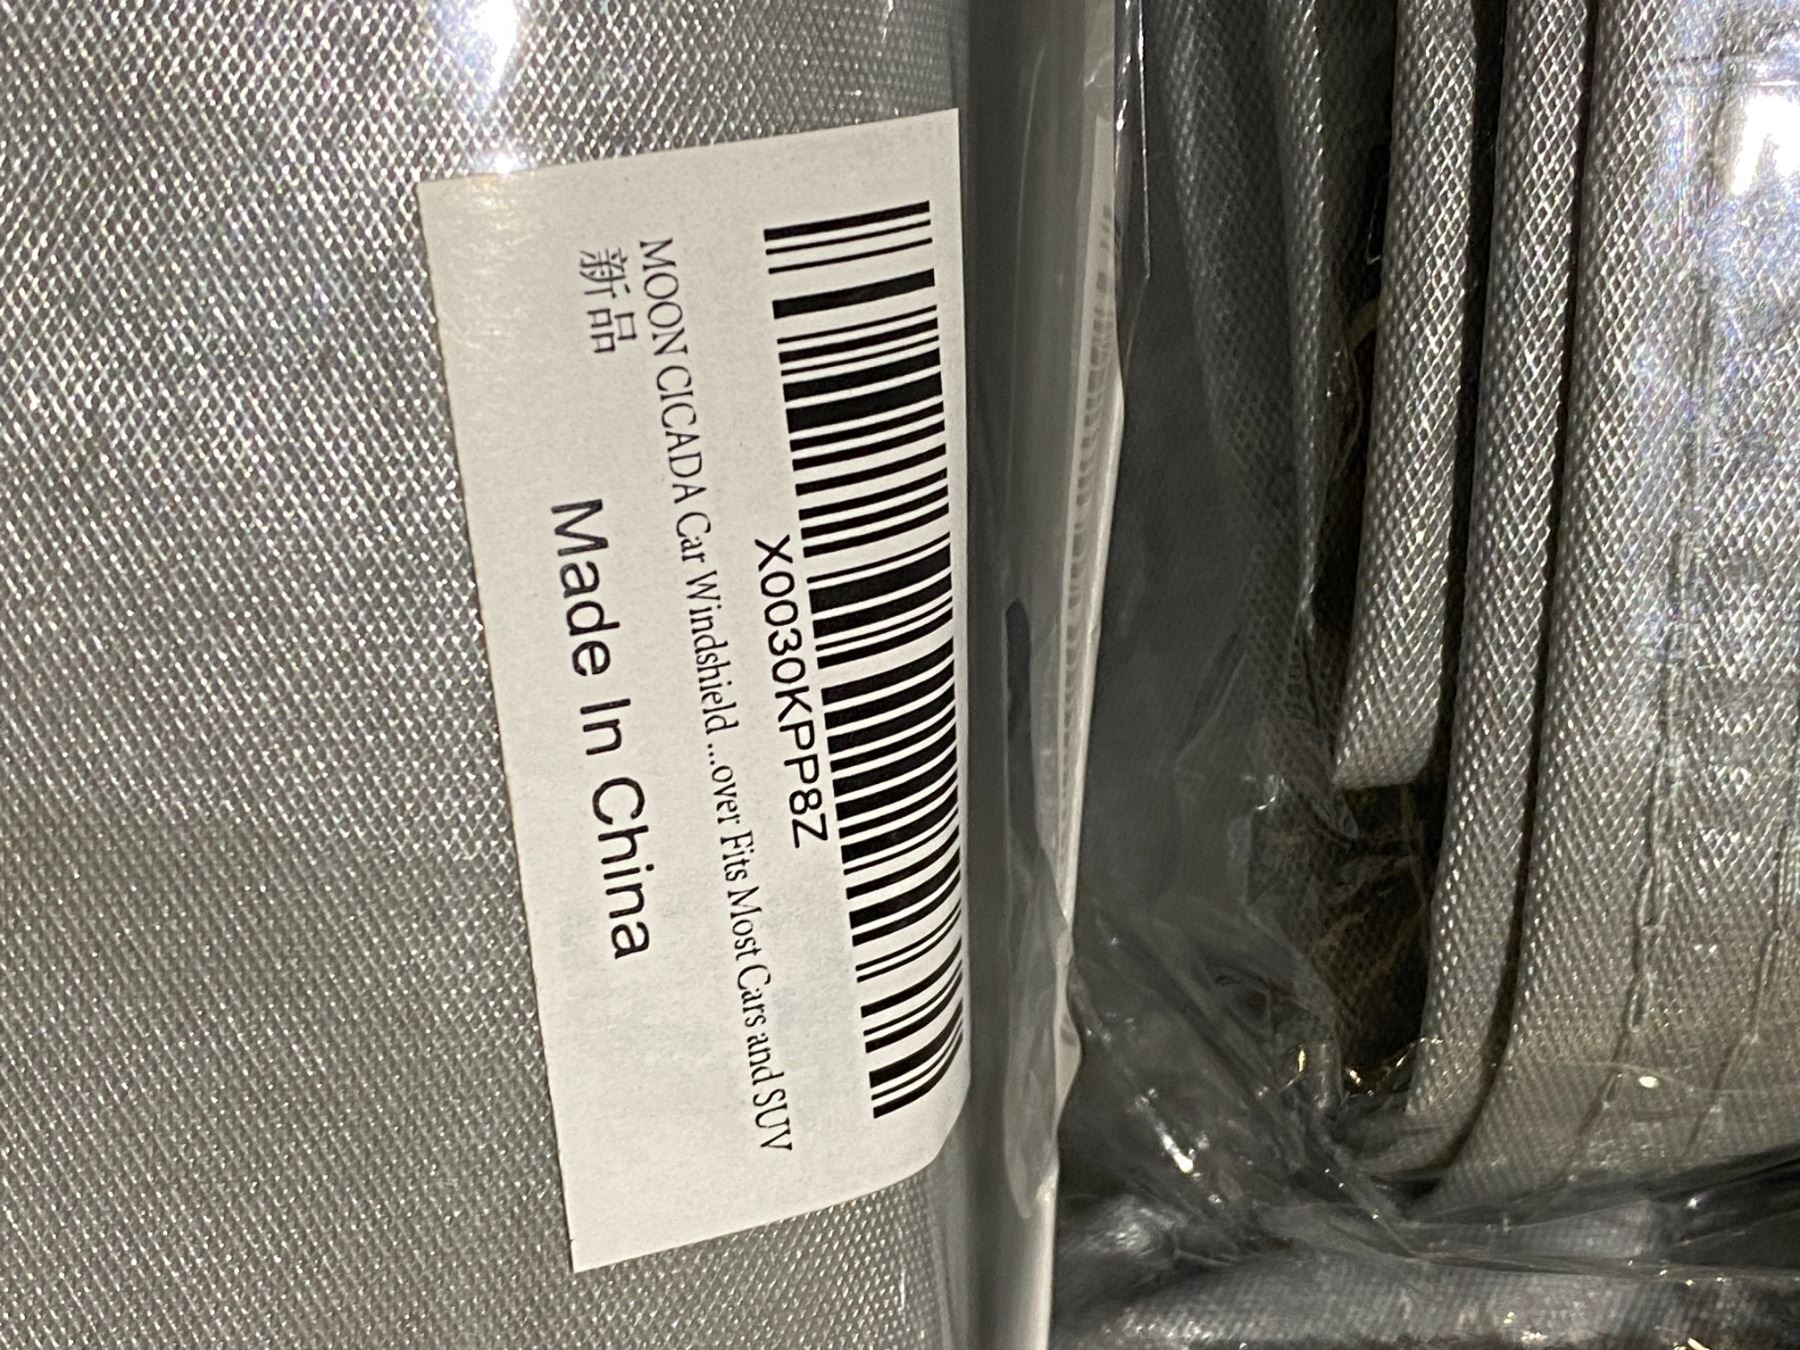 X0030KPP8Z
MOON CICADA Car Windshield ...over Fits Most Cars and SUV
新品
Made In China